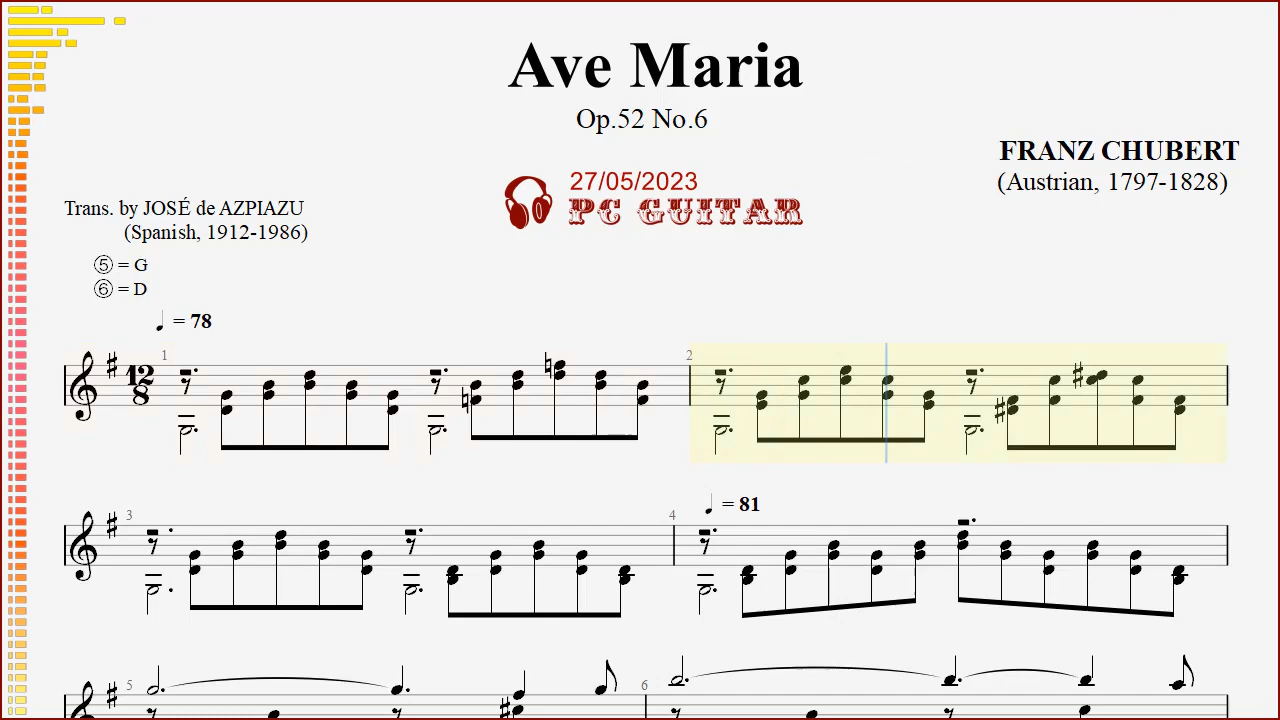 Ave Maria
Op.52 No.6
FRANZ CHUBERT
(Austrian, 1797-1828)
27/05/2023
PC GUITAR
Trans. by JOSÉ de AZPIAZU
(Spanish, 1912-1986)
⑤ = G
⑥ = D
= 78
1 2
12
8
= 81
3 4
5 6